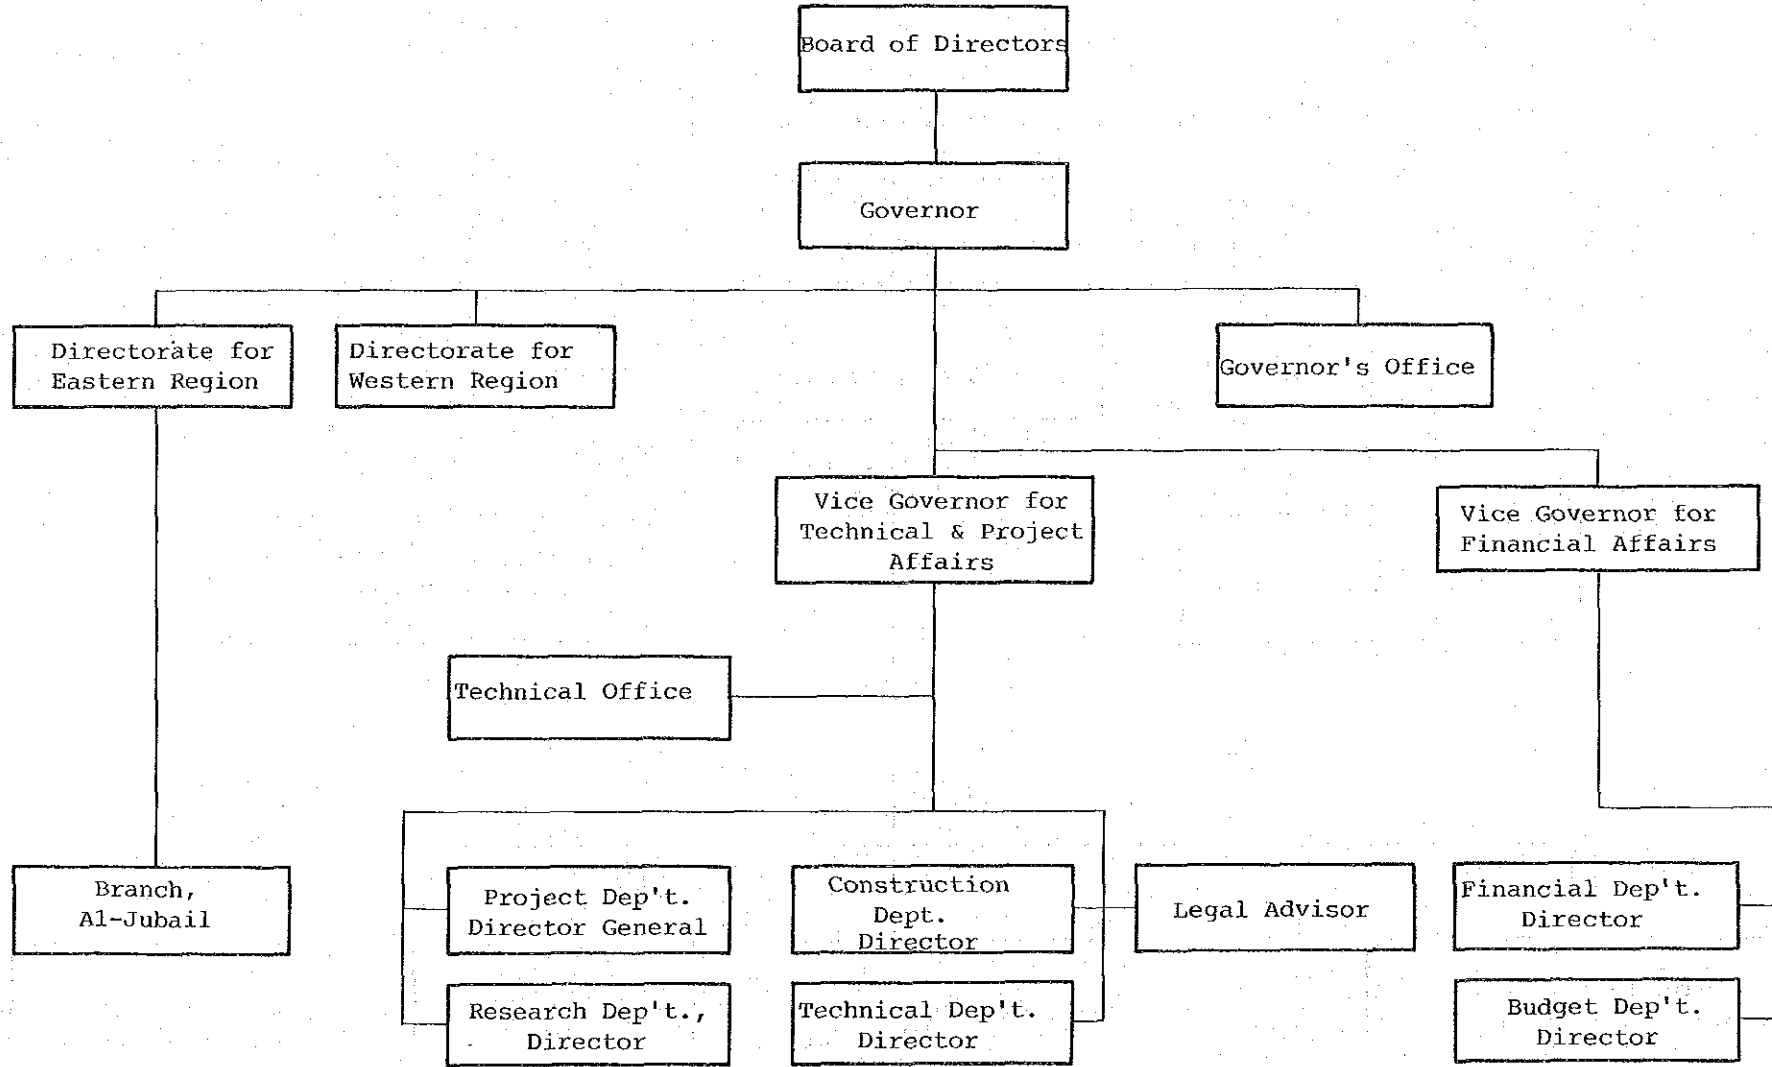 Board of Directors
Governor
Directorate for
Eastern Region
Directorate for
Western Region
Governor's Office
Vice Governor for
Technical & Project
Affairs
Vice Governor for
Financial Affairs
Technical Office
Branch,
Al-Jubail
Project Dep't.
Director General
Construction
Dept.
Director
Legal Advisor
Financial Dep't.
Director
Research Dep't.,
Director
Technical Dep't.
Director
Budget Dep't.
Director